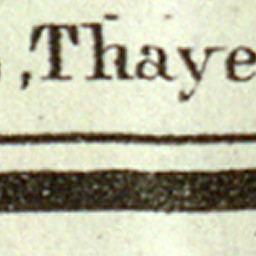 , Thaye